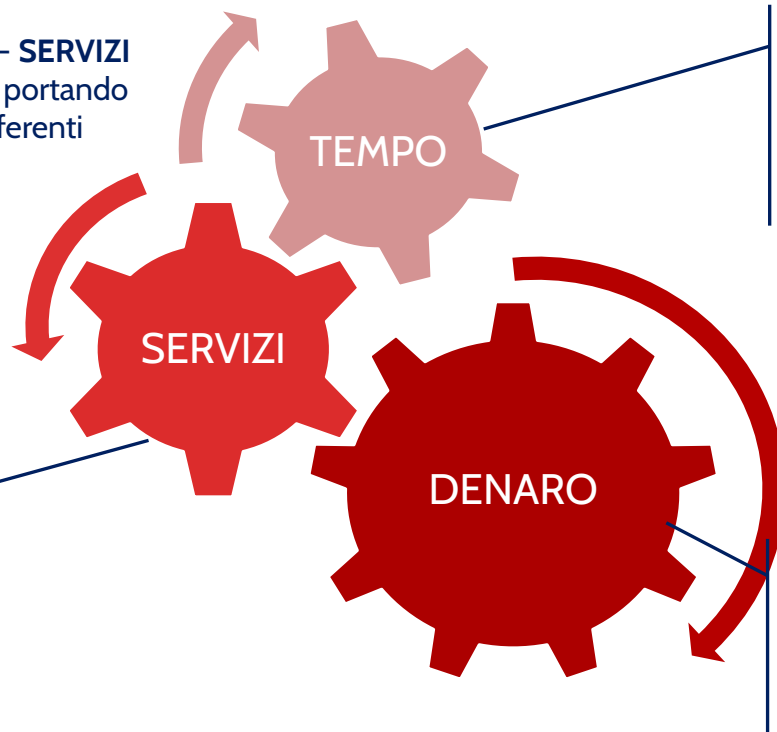 – SERVIZI
portando
ferenti
TEMPO
SERVIZI
DENARO